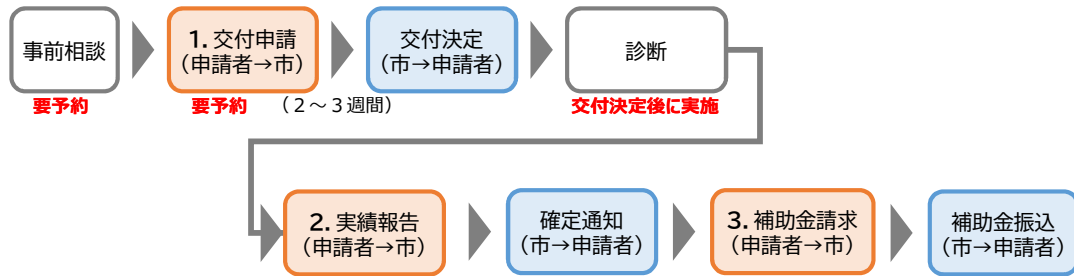 事前相談
要予約
1. 交付申請
(申請者→市)
要予約
(2～3週間)
交付決定
(市→申請者)
診断
交付決定後に実施
2. 実績報告
(申請者→市)
確定通知
(市→申請者)
3. 補助金請求
(申請者→市)
補助金振込
(市→申請者)